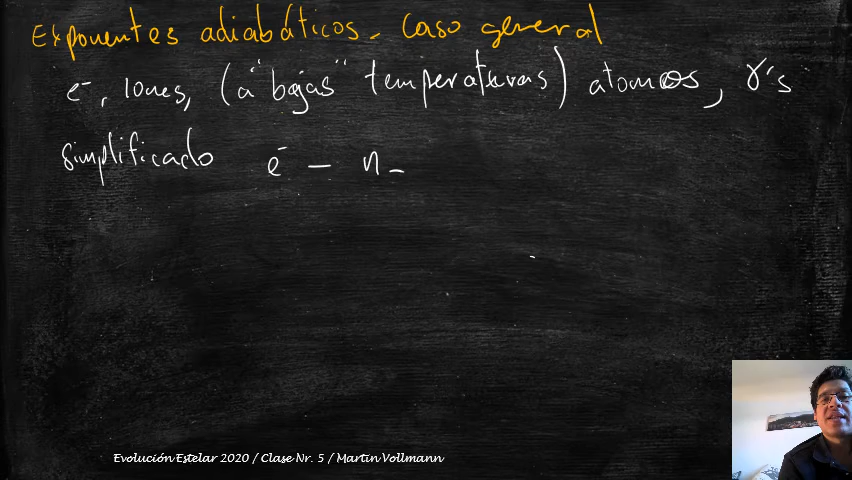 Exponentes adiabáticos - Caso general
e⁻, iones, (a "bajas" temperaturas) atomos, γ's
simplificado e⁻ – n₋
Evolución Estelar 2020 / Clase Nr. 5 / Martin Vollmann